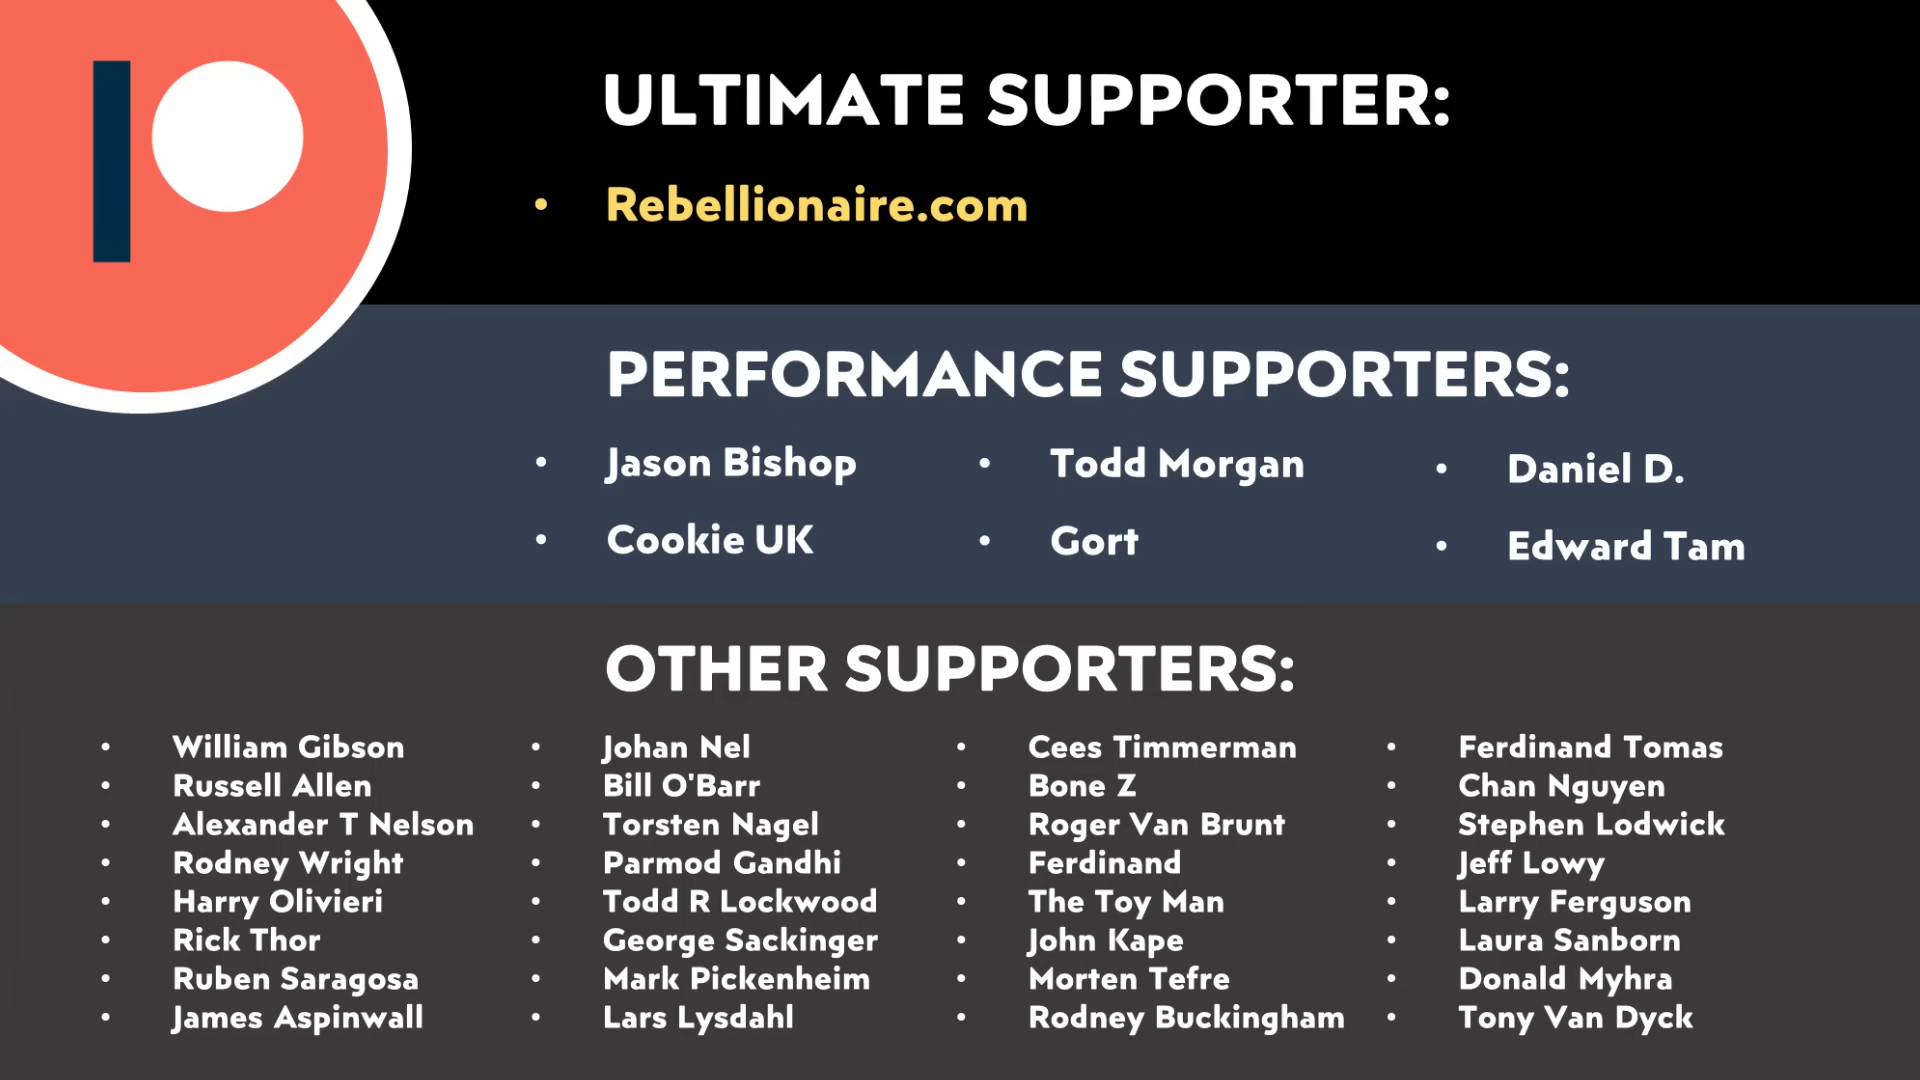 ULTIMATE SUPPORTER:
• Rebellionaire.com
PERFORMANCE SUPPORTERS:
• Jason Bishop
• Cookie UK
• Todd Morgan
• Gort
• Daniel D.
• Edward Tam
OTHER SUPPORTERS:
• William Gibson
• Russell Allen
• Alexander T Nelson
• Rodney Wright
• Harry Olivieri
• Rick Thor
• Ruben Saragosa
• James Aspinwall
• Johan Nel
• Bill O'Barr
• Torsten Nagel
• Parmod Gandhi
• Todd R Lockwood
• George Sackinger
• Mark Pickenheim
• Lars Lysdahl
• Cees Timmerman
• Bone Z
• Roger Van Brunt
• Ferdinand
• The Toy Man
• John Kape
• Morten Tefre
• Rodney Buckingham
• Ferdinand Tomas
• Chan Nguyen
• Stephen Lodwick
• Jeff Lowy
• Larry Ferguson
• Laura Sanborn
• Donald Myhra
• Tony Van Dyck